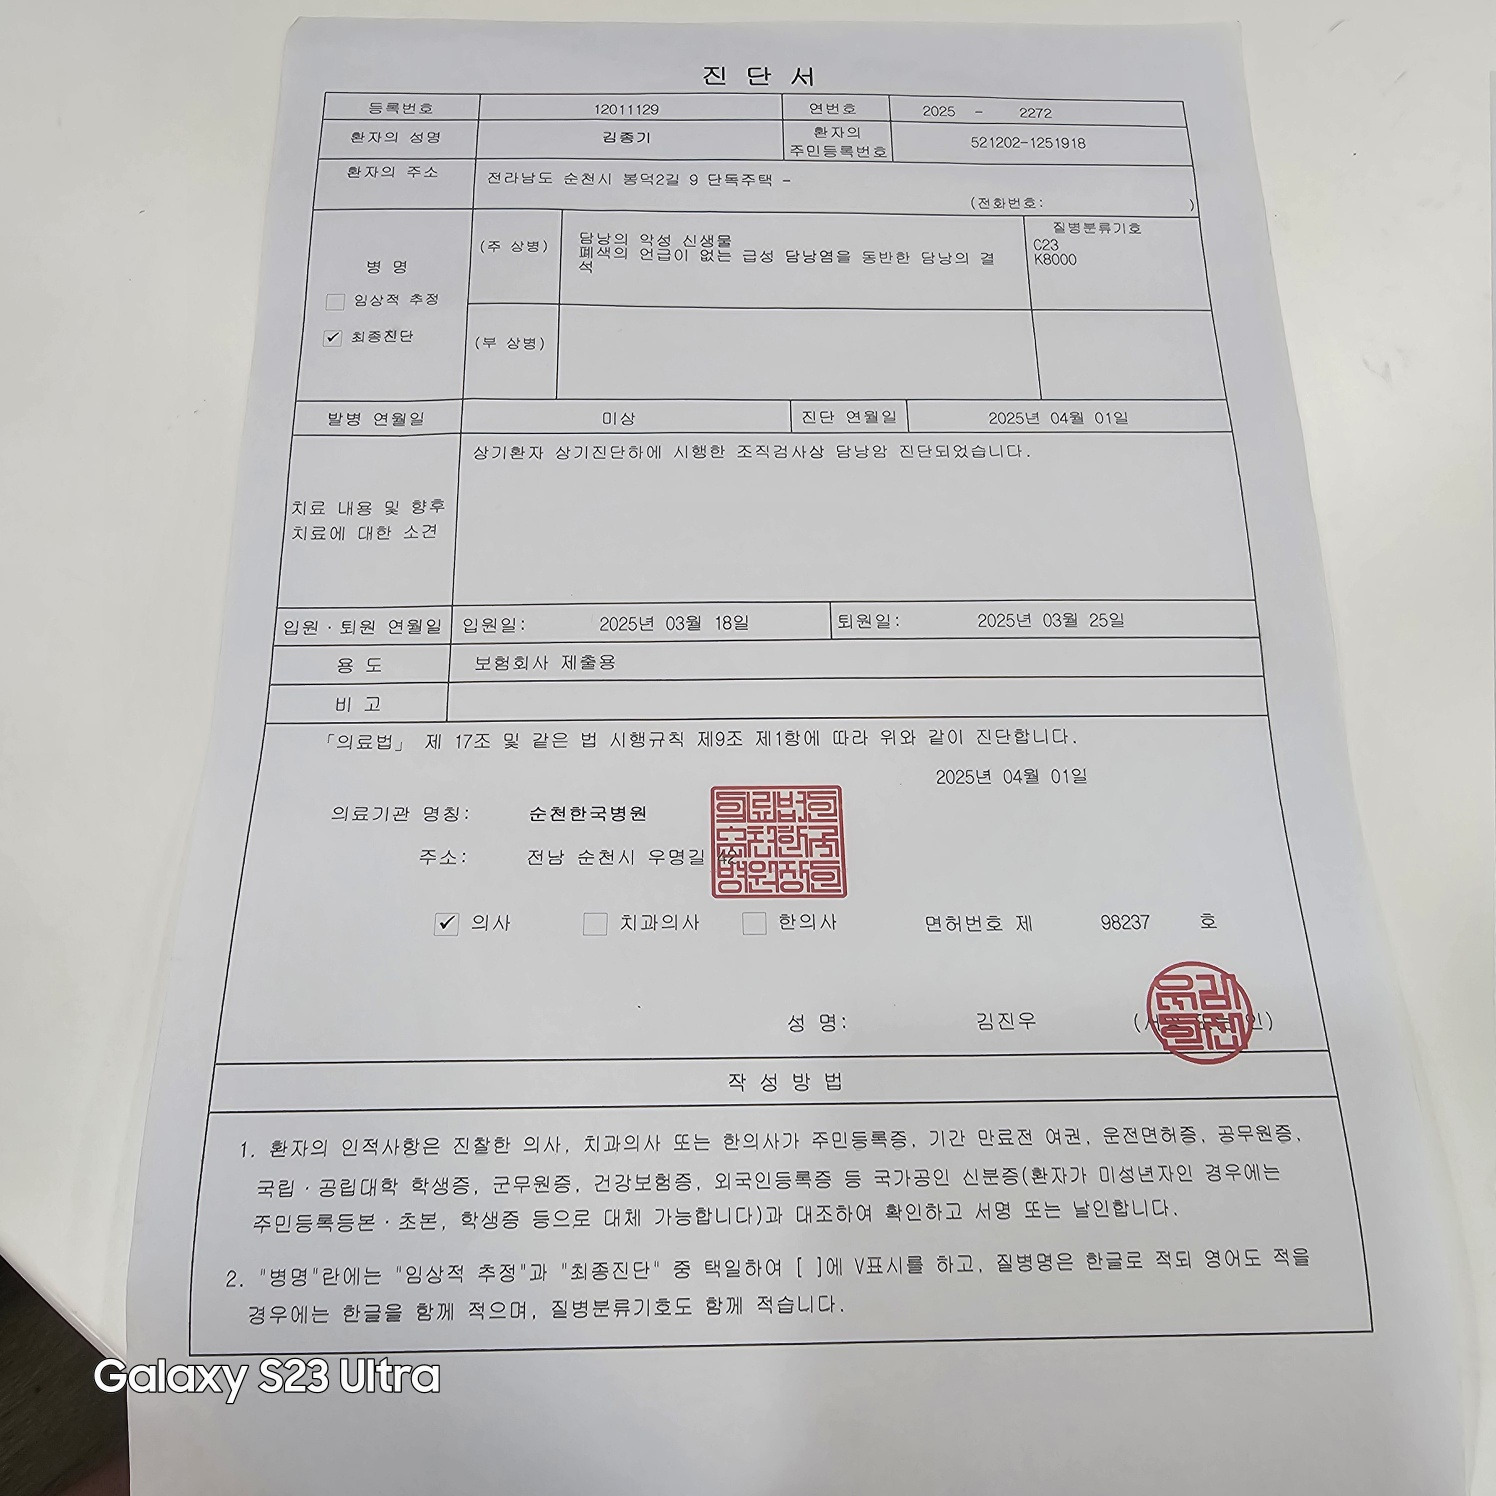 진 단 서
등록번호 12011129 연번호 2025 - 2272
환자의 성명 김종기 환자의 주민등록번호 521202-1251918
환자의 주소 전라남도 순천시 봉덕2길 9 단독주택 -
(전화번호: )
병 명 (주 상병) 담낭의 악성 신생물 질병분류기호
폐색의 언급이 없는 급성 담낭염을 동반한 담낭의 결 C23
석 K8000
임상적 추정
✔ 최종진단
(부 상병)
발병 연월일 미상 진단 연월일 2025년 04월 01일
치료 내용 및 향후
치료에 대한 소견
상기환자 상기진단하에 시행한 조직검사상 담낭암 진단되었습니다.
입원·퇴원 연월일 입원일: 2025년 03월 18일 퇴원일: 2025년 03월 25일
용 도 보험회사 제출용
비 고
「의료법」 제 17조 및 같은 법 시행규칙 제9조 제1항에 따라 위와 같이 진단합니다.
2025년 04월 01일
의료기관 명칭: 순천한국병원
주소: 전남 순천시 우명길 42
의료법인
순천한국
병원장인
✔ 의사 치과의사 한의사 면허번호 제 98237 호
성 명: 김진우 (서명 또는 인)
작 성 방 법
1. 환자의 인적사항은 진찰한 의사, 치과의사 또는 한의사가 주민등록증, 기간 만료전 여권, 운전면허증, 공무원증,
국립·공립대학 학생증, 군무원증, 건강보험증, 외국인등록증 등 국가공인 신분증(환자가 미성년자인 경우에는
주민등록등본·초본, 학생증 등으로 대체 가능합니다)과 대조하여 확인하고 서명 또는 날인합니다.
2. "병명"란에는 "임상적 추정"과 "최종진단" 중 택일하여 [ ]에 V표시를 하고, 질병명은 한글로 적되 영어도 적을
경우에는 한글을 함께 적으며, 질병분류기호도 함께 적습니다.
Galaxy S23 Ultra